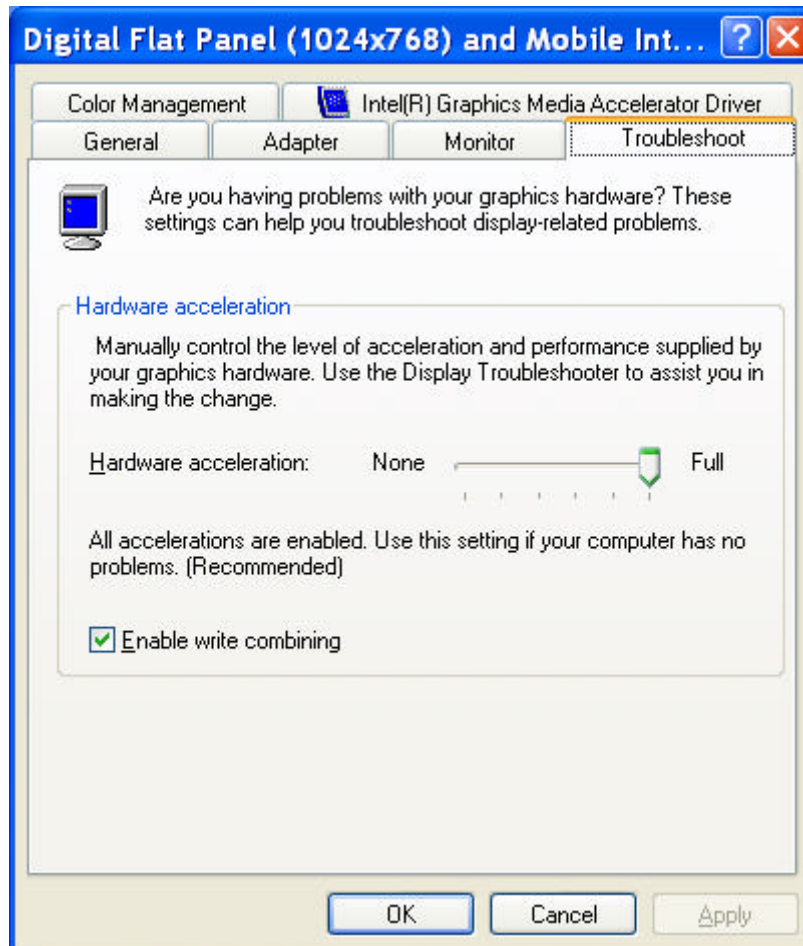 Digital Flat Panel (1024x768) and Mobile Int... ?
Color Management Intel(R) Graphics Media Accelerator Driver
General Adapter Monitor Troubleshoot
Are you having problems with your graphics hardware? These
settings can help you troubleshoot display-related problems.
Hardware acceleration
Manually control the level of acceleration and performance supplied by
your graphics hardware. Use the Display Troubleshooter to assist you in
making the change.
Hardware acceleration: None Full
All accelerations are enabled. Use this setting if your computer has no
problems. (Recommended)
Enable write combining
OK Cancel Apply